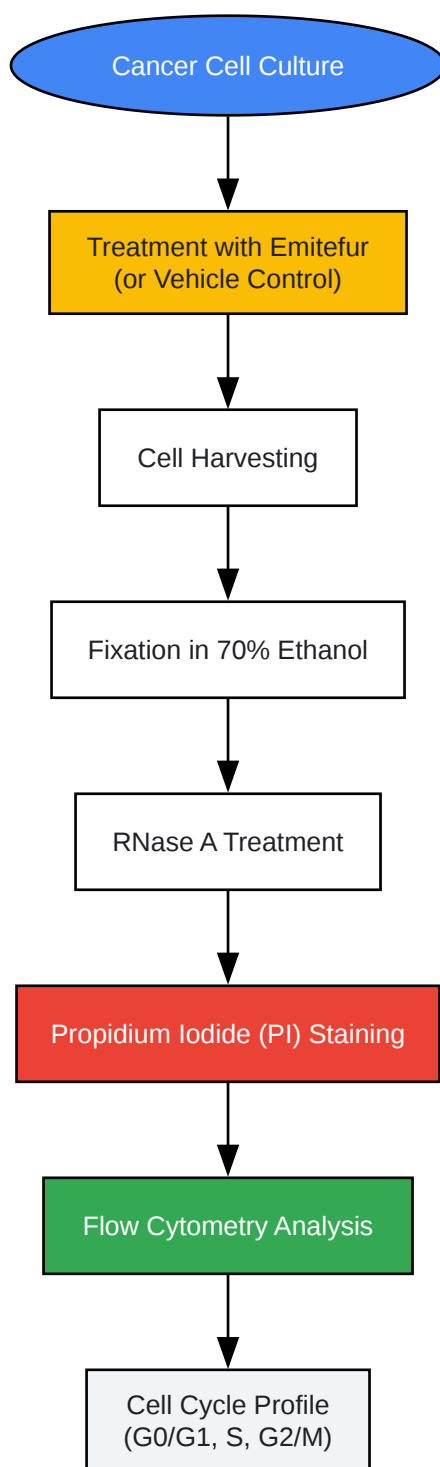 Cancer Cell Culture
Treatment with Emitefur
(or Vehicle Control)
Cell Harvesting
Fixation in 70% Ethanol
RNase A Treatment
Propidium Iodide (PI) Staining
Flow Cytometry Analysis
Cell Cycle Profile
(G0/G1, S, G2/M)